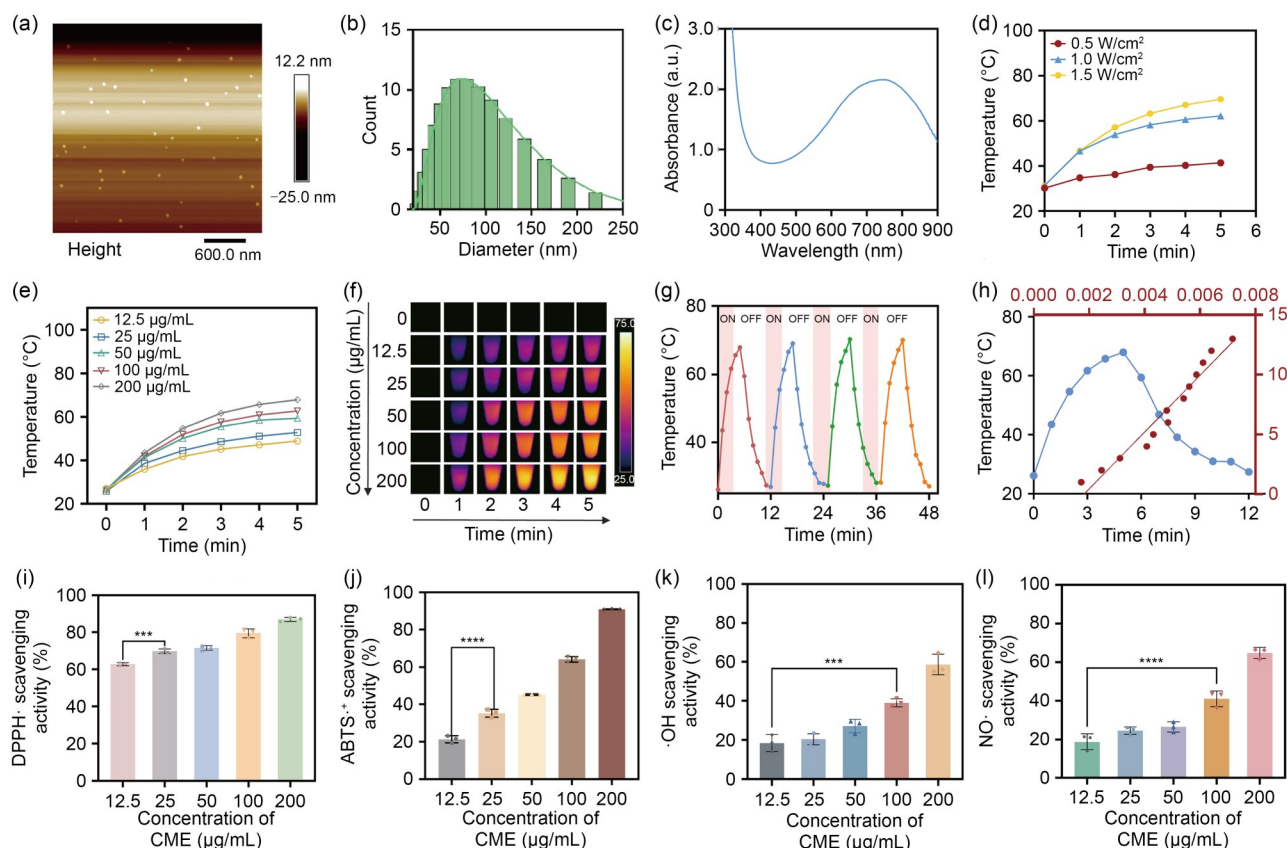 (a)
12.2 nm
−25.0 nm
Height
600.0 nm
(b)
15
10
5
0
Count
50 100 150 200 250
Diameter (nm)
(c)
3.0
2.0
1.0
0
Absorbance (a.u.)
300 400 500 600 700 800 900
Wavelength (nm)
(d)
100
80
60
40
20
Temperature (°C)
0.5 W/cm²
1.0 W/cm²
1.5 W/cm²
0 1 2 3 4 5 6
Time (min)
(e)
100
80
60
40
20
Temperature (°C)
12.5 μg/mL
25 μg/mL
50 μg/mL
100 μg/mL
200 μg/mL
0 1 2 3 4 5
Time (min)
(f)
Concentration (μg/mL)
0
12.5
25
50
100
200
75.0
25.0
0 1 2 3 4 5
Time (min)
(g)
80
60
40
Temperature (°C)
ON OFF ON OFF ON OFF ON OFF
0 12 24 36 48
Time (min)
(h)
0.000 0.002 0.004 0.006 0.008
80
60
40
20
Temperature (°C)
15
10
5
0
0 3 6 9 12
Time (min)
(i)
100
80
60
40
20
0
DPPH· scavenging
activity (%)
***
12.5 25 50 100 200
Concentration of
CME (μg/mL)
(j)
100
80
60
40
20
0
ABTS·⁺ scavenging
activity (%)
****
12.5 25 50 100 200
Concentration of
CME (μg/mL)
(k)
100
80
60
40
20
0
·OH scavenging
activity (%)
***
12.5 25 50 100 200
Concentration of
CME (μg/mL)
(l)
100
80
60
40
20
0
NO· scavenging
activity (%)
****
12.5 25 50 100 200
Concentration of
CME (μg/mL)